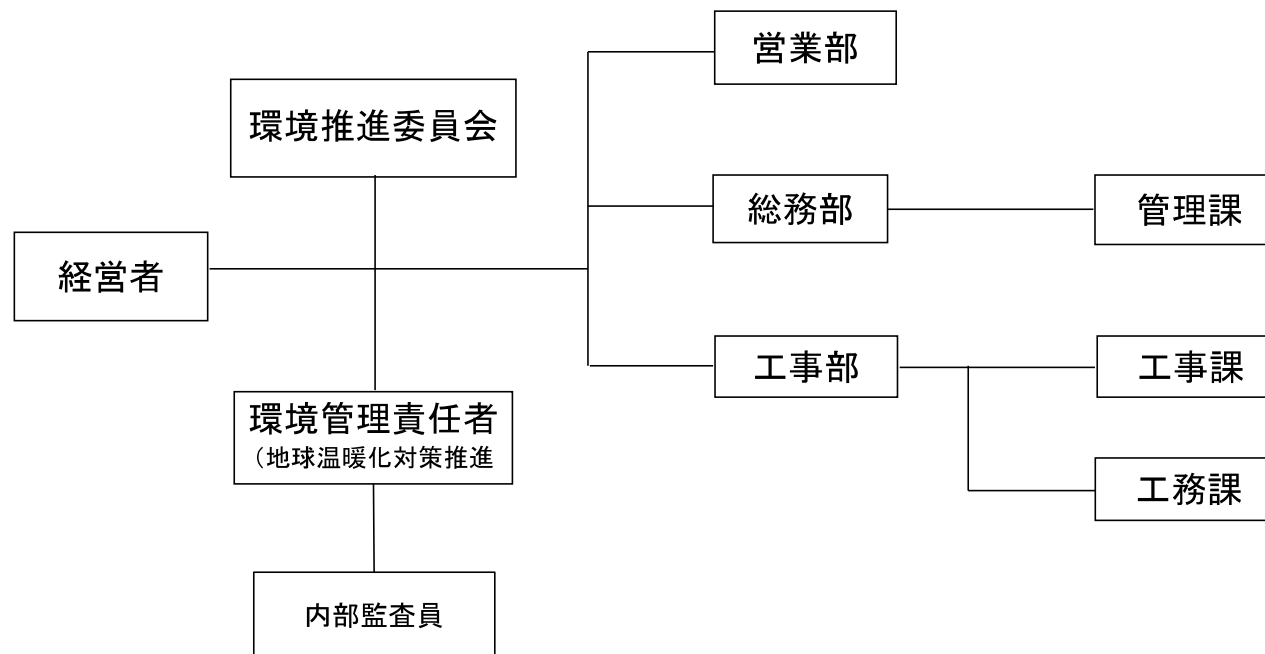 営業部
環境推進委員会
総務部
管理課
経営者
工事部
工事課
環境管理責任者
（地球温暖化対策推進
工務課
内部監査員